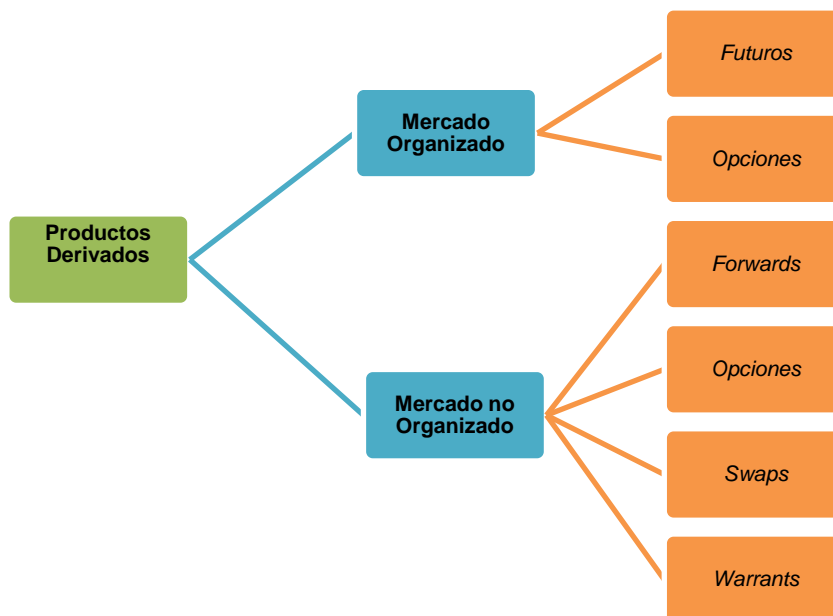 Productos
Derivados
Mercado
Organizado
Futuros
Opciones
Mercado no
Organizado
Forwards
Opciones
Swaps
Warrants